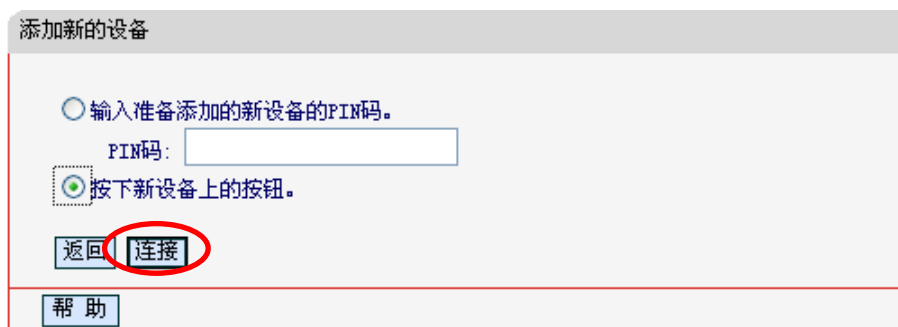 添加新的设备
输入准备添加的新设备的PIN码。
PIN码:
按下新设备上的按钮。
返回 连接
帮 助